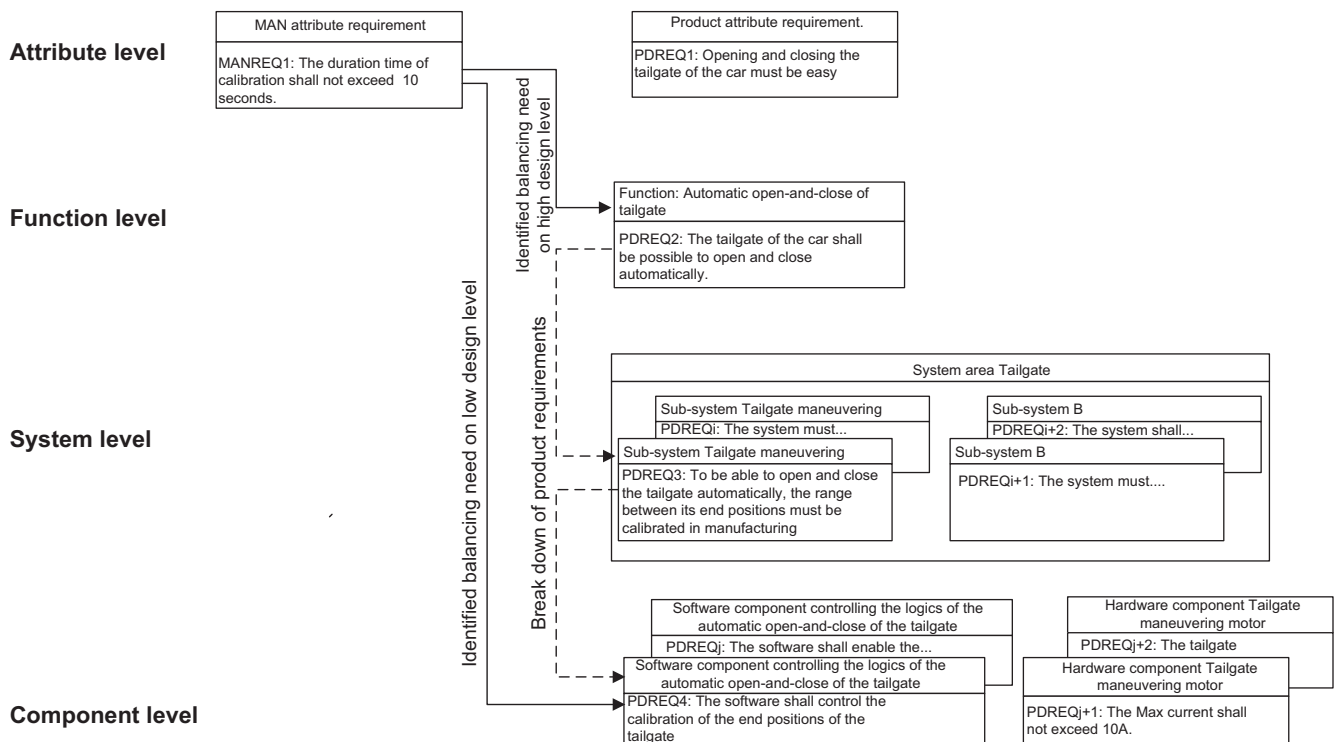 Attribute level
MAN attribute requirement
MANREQ1: The duration time of
calibration shall not exceed 10
seconds.
Product attribute requirement.
PDREQ1: Opening and closing the
tailgate of the car must be easy
Identified balancing need
on high design level
Function level
Function: Automatic open-and-close of
tailgate
PDREQ2: The tailgate of the car shall
be possible to open and close
automatically.
Identified balancing need on low design level
Break down of product requirements
System level
System area Tailgate
Sub-system Tailgate maneuvering
PDREQi: The system must...
Sub-system Tailgate maneuvering
PDREQ3: To be able to open and close
the tailgate automatically, the range
between its end positions must be
calibrated in manufacturing
Sub-system B
PDREQi+2: The system shall...
Sub-system B
PDREQi+1: The system must....
Component level
Software component controlling the logics of the
automatic open-and-close of the tailgate
PDREQj: The software shall enable the...
Software component controlling the logics of the
automatic open-and-close of the tailgate
PDREQ4: The software shall control the
calibration of the end positions of the
tailgate
Hardware component Tailgate
maneuvering motor
PDREQj+2: The tailgate
Hardware component Tailgate
maneuvering motor
PDREQj+1: The Max current shall
not exceed 10A.